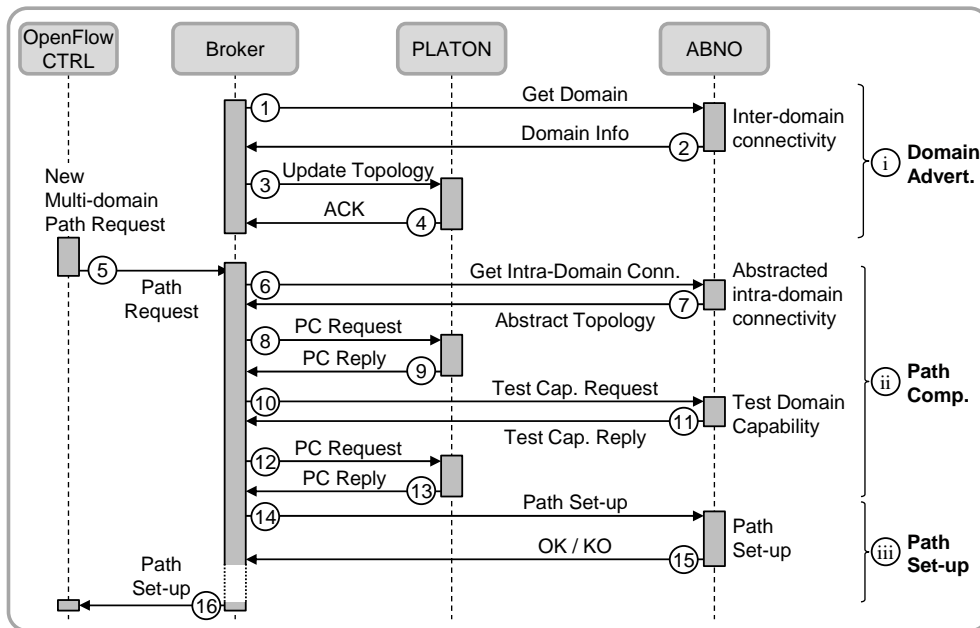 OpenFlow
CTRL
Broker
PLATON
ABNO
1
Get Domain
Inter-domain
connectivity
Domain Info
2
i
Domain
Advert.
3
Update Topology
ACK
4
New
Multi-domain
Path Request
5
Path
Request
6
Get Intra-Domain Conn.
Abstracted
intra-domain
connectivity
7
Abstract Topology
8
PC Request
PC Reply
9
ii
Path
Comp.
10
Test Cap. Request
Test Domain
Capability
11
Test Cap. Reply
12
PC Request
PC Reply
13
14
Path Set-up
Path
Set-up
OK / KO
15
iii
Path
Set-up
Path
Set-up
16